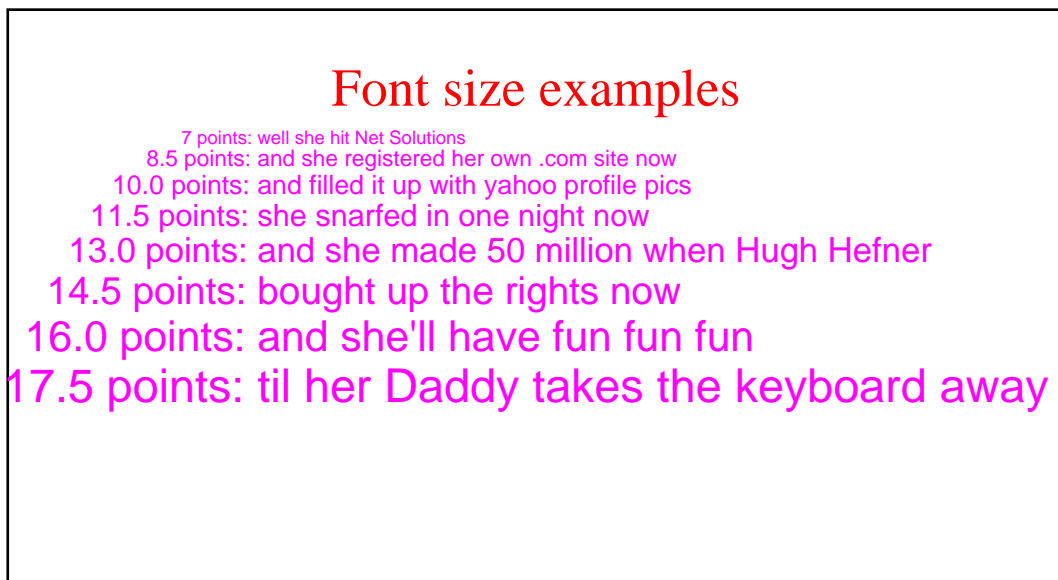 Font size examples
7 points: well she hit Net Solutions
8.5 points: and she registered her own .com site now
10.0 points: and filled it up with yahoo profile pics
11.5 points: she snarfed in one night now
13.0 points: and she made 50 million when Hugh Hefner
14.5 points: bought up the rights now
16.0 points: and she'll have fun fun fun
17.5 points: til her Daddy takes the keyboard away